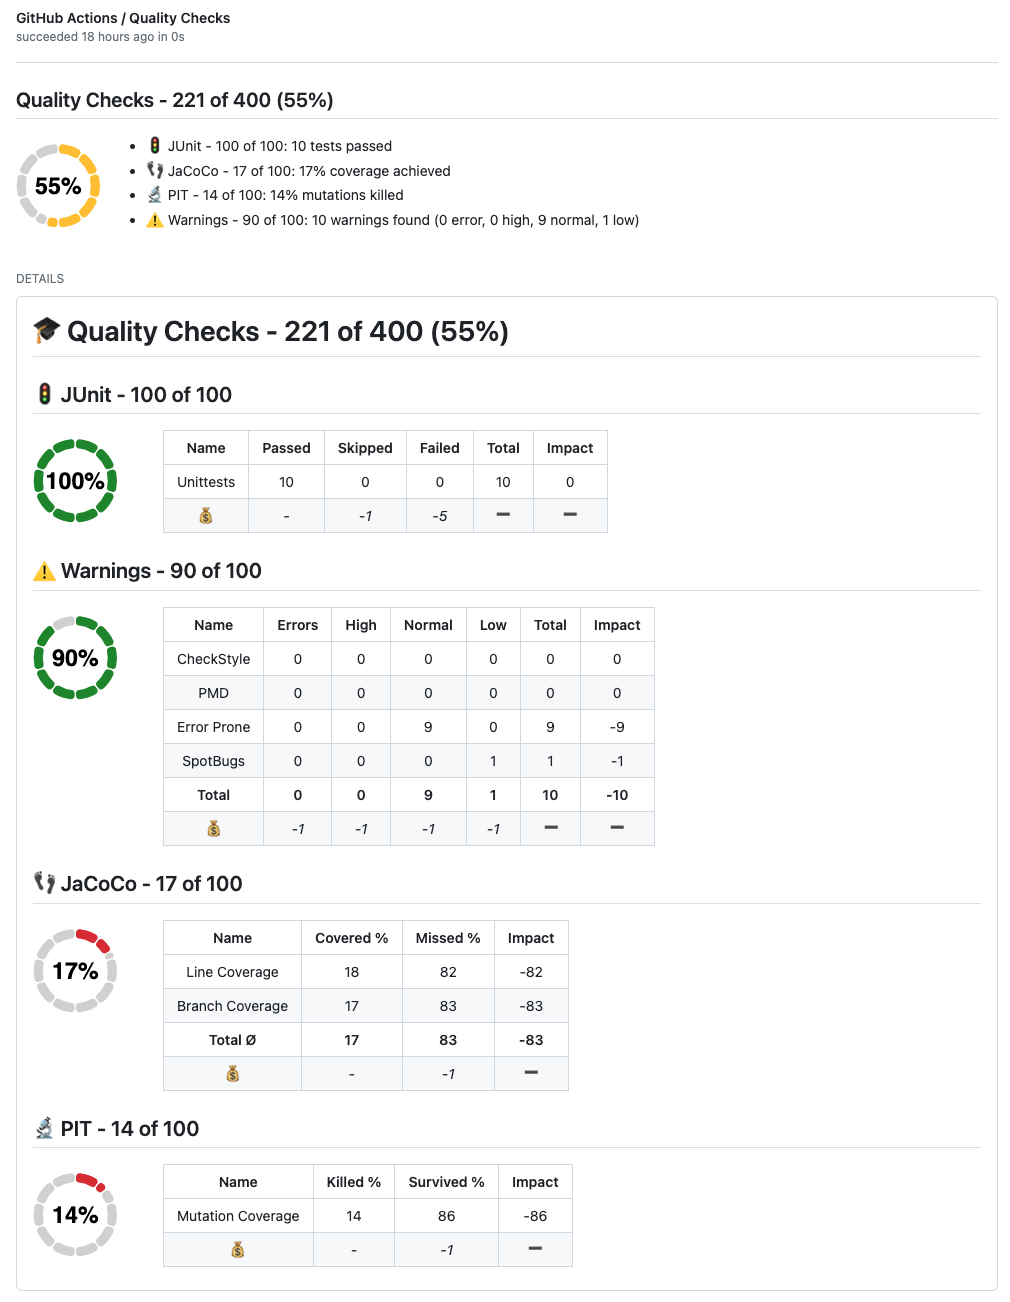 GitHub Actions / Quality Checks
succeeded 18 hours ago in 0s
Quality Checks - 221 of 400 (55%)
55%
• 🚦 JUnit - 100 of 100: 10 tests passed
• 👣 JaCoCo - 17 of 100: 17% coverage achieved
• 🔬 PIT - 14 of 100: 14% mutations killed
• ⚠️ Warnings - 90 of 100: 10 warnings found (0 error, 0 high, 9 normal, 1 low)
DETAILS
🎓 Quality Checks - 221 of 400 (55%)
🚦 JUnit - 100 of 100
100%
Name Passed Skipped Failed Total Impact
Unittests 10 0 0 10 0
💰 - -1 -5 ➖ ➖
⚠️ Warnings - 90 of 100
90%
Name Errors High Normal Low Total Impact
CheckStyle 0 0 0 0 0 0
PMD 0 0 0 0 0 0
Error Prone 0 0 9 0 9 -9
SpotBugs 0 0 0 1 1 -1
Total 0 0 9 1 10 -10
💰 -1 -1 -1 -1 ➖ ➖
👣 JaCoCo - 17 of 100
17%
Name Covered % Missed % Impact
Line Coverage 18 82 -82
Branch Coverage 17 83 -83
Total Ø 17 83 -83
💰 - -1 ➖
🔬 PIT - 14 of 100
14%
Name Killed % Survived % Impact
Mutation Coverage 14 86 -86
💰 - -1 ➖